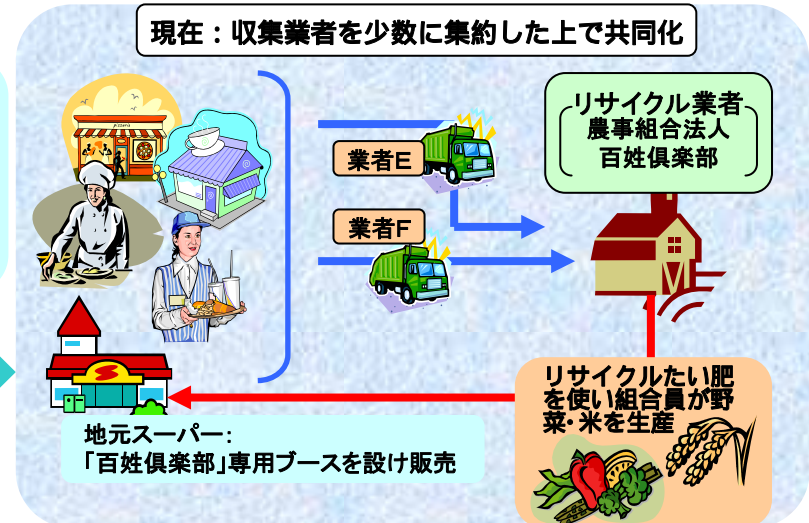 現在：収集業者を少数に集約した上で共同化
pizzeria
業者E
業者F
リサイクル業者
農事組合法人
百姓倶楽部
リサイクルたい肥
を使い組合員が野
菜・米を生産
地元スーパー：
「百姓倶楽部」専用ブースを設け販売